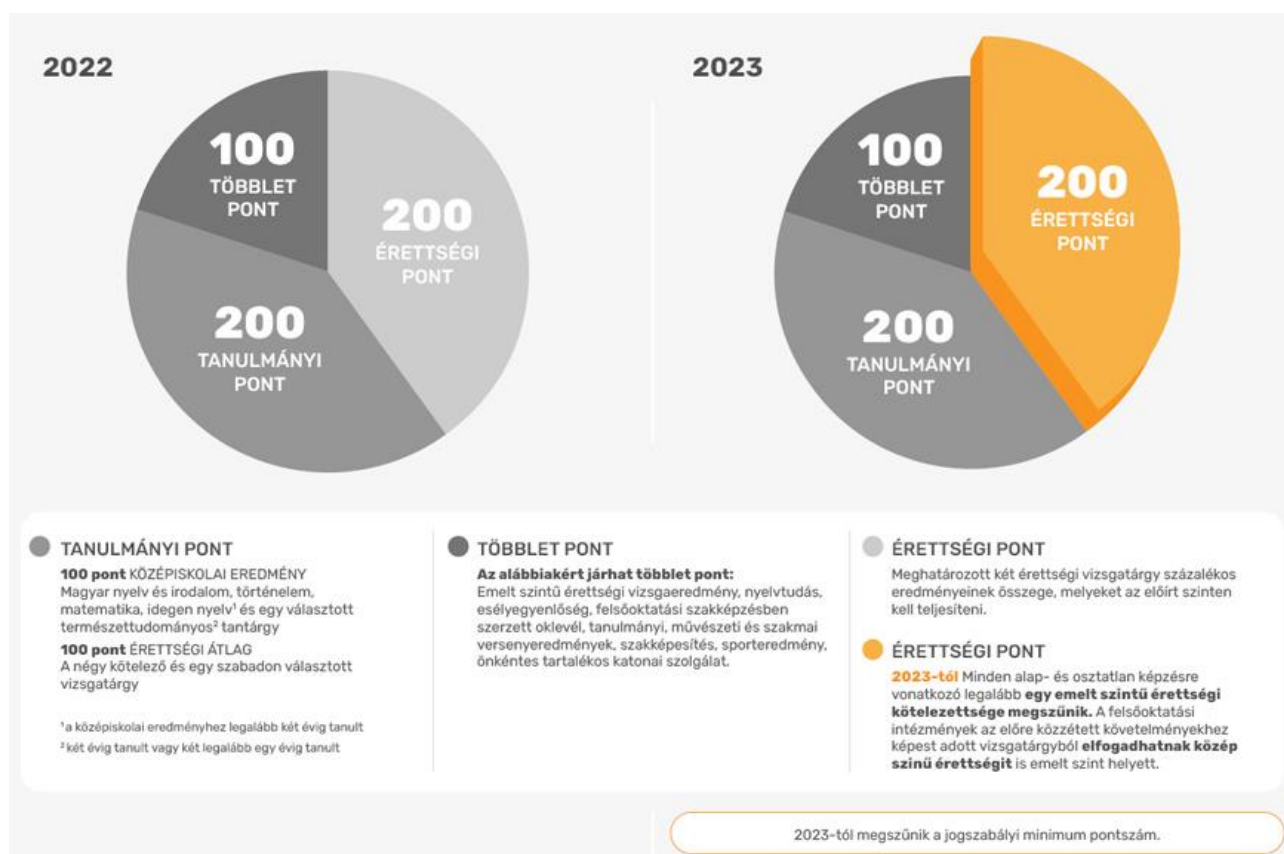 2022
100
TÖBBLET
PONT
200
ÉRETTSÉGI
PONT
200
TANULMÁNYI
PONT
2023
100
TÖBBLET
PONT
200
ÉRETTSÉGI
PONT
200
TANULMÁNYI
PONT
TANULMÁNYI PONT
100 pont KÖZÉPISKOLAI EREDMÉNY
Magyar nyelv és irodalom, történelem,
matematika, idegen nyelv¹ és egy választott
természettudományos² tantárgy
100 pont ÉRETTSÉGI ÁTLAG
A négy kötelező és egy szabadon választott
vizsgatárgy
¹a középiskolai eredményhez legalább két évig tanult
² két évig tanult vagy két legalább egy évig tanult
TÖBBLET PONT
Az alábbiakért járhat többlet pont:
Emelt szintû érettségi vizsgaeredmény, nyelvtudás,
esélyegyenlőség, felsőoktatási szakképzésben
szerzett oklevél, tanulmányi, művészeti és szakmai
versenyeredmények, szakképesítés, sporteredmény,
önkéntes tartalékos katonai szolgálat.
ÉRETTSÉGI PONT
Meghatározott két érettségi vizsgatárgy százalékos
eredményeinek összege, melyeket az előírt szinten
kell teljesíteni.
ÉRETTSÉGI PONT
2023-tól Minden alap- és osztatlan képzésre
vonatkozó legalább egy emelt szintű érettségi
kötelezettsége megszűnik. A felsőoktatási
intézmények az előre közzétett követelményekhez
képest adott vizsgatárgyból elfogadhatnak közép
szinű érettségit is emelt szint helyett.
2023-tól megszűnik a jogszabályi minimum pontszám.